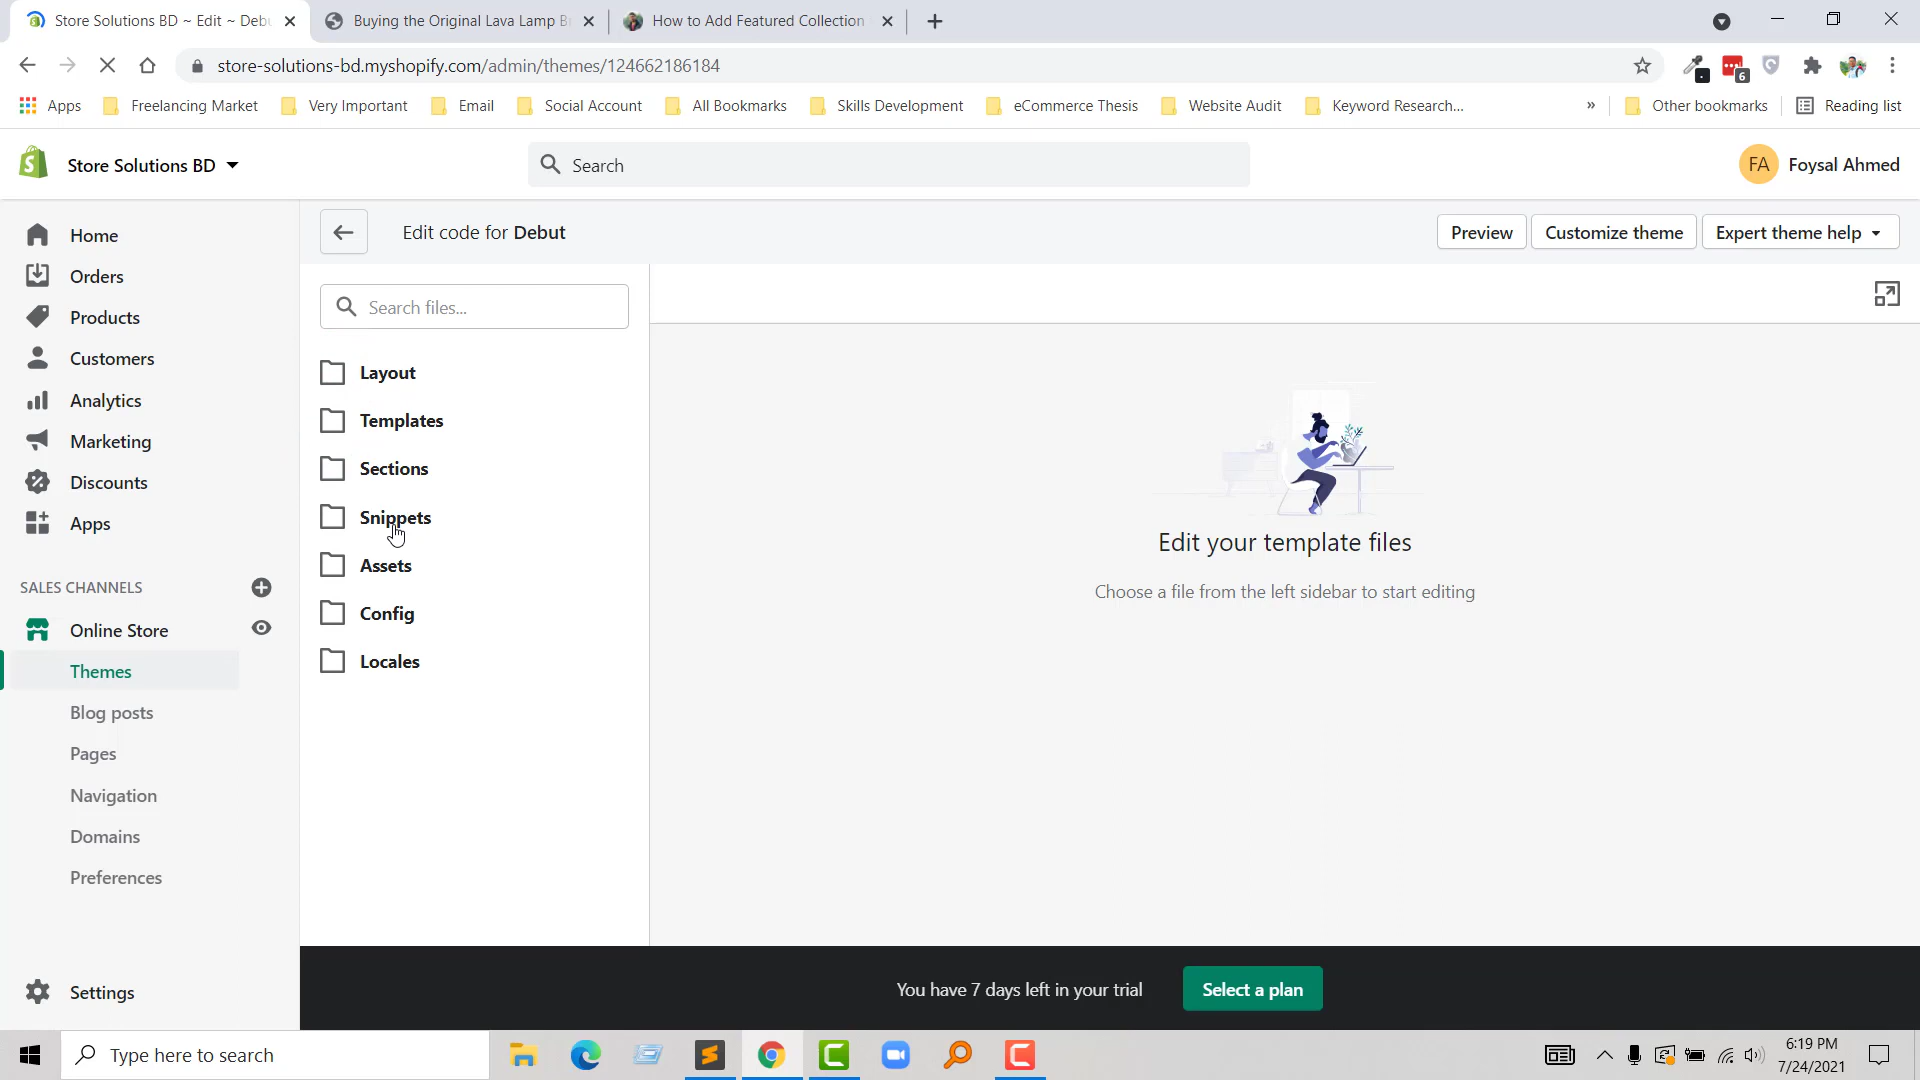 Store Solutions BD ~ Edit ~ Deb
Buying the Original Lava Lamp B
How to Add Featured Collection
store-solutions-bd.myshopify.com/admin/themes/124662186184
6
Apps
Freelancing Market
Very Important
Email
Social Account
All Bookmarks
Skills Development
eCommerce Thesis
Website Audit
Keyword Research...
»
Other bookmarks
Reading list
Store Solutions BD
Search
FA
Foysal Ahmed
Home
Orders
Products
Customers
Analytics
Marketing
Discounts
Apps
SALES CHANNELS
Online Store
Themes
Blog posts
Pages
Navigation
Domains
Preferences
Settings
Edit code for Debut
Preview
Customize theme
Expert theme help
Search files...
Layout
Templates
Sections
Snippets
Assets
Config
Locales
Edit your template files
Choose a file from the left sidebar to start editing
You have 7 days left in your trial
Select a plan
Type here to search
6:19 PM
7/24/2021